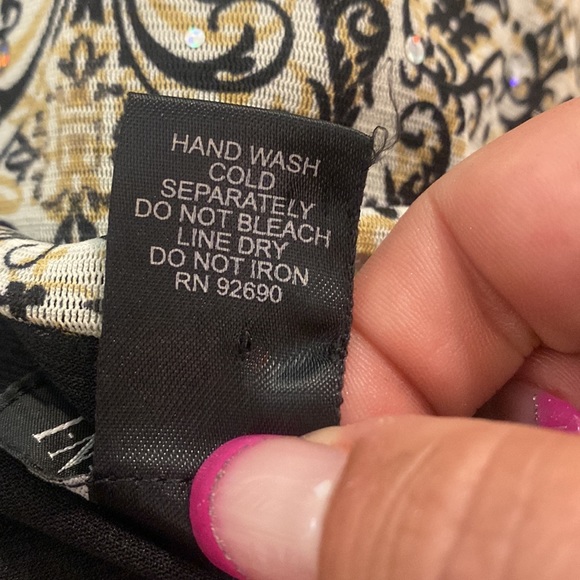 HAND WASH
COLD
SEPARATELY
DO NOT BLEACH
LINE DRY
DO NOT IRON
RN 92690